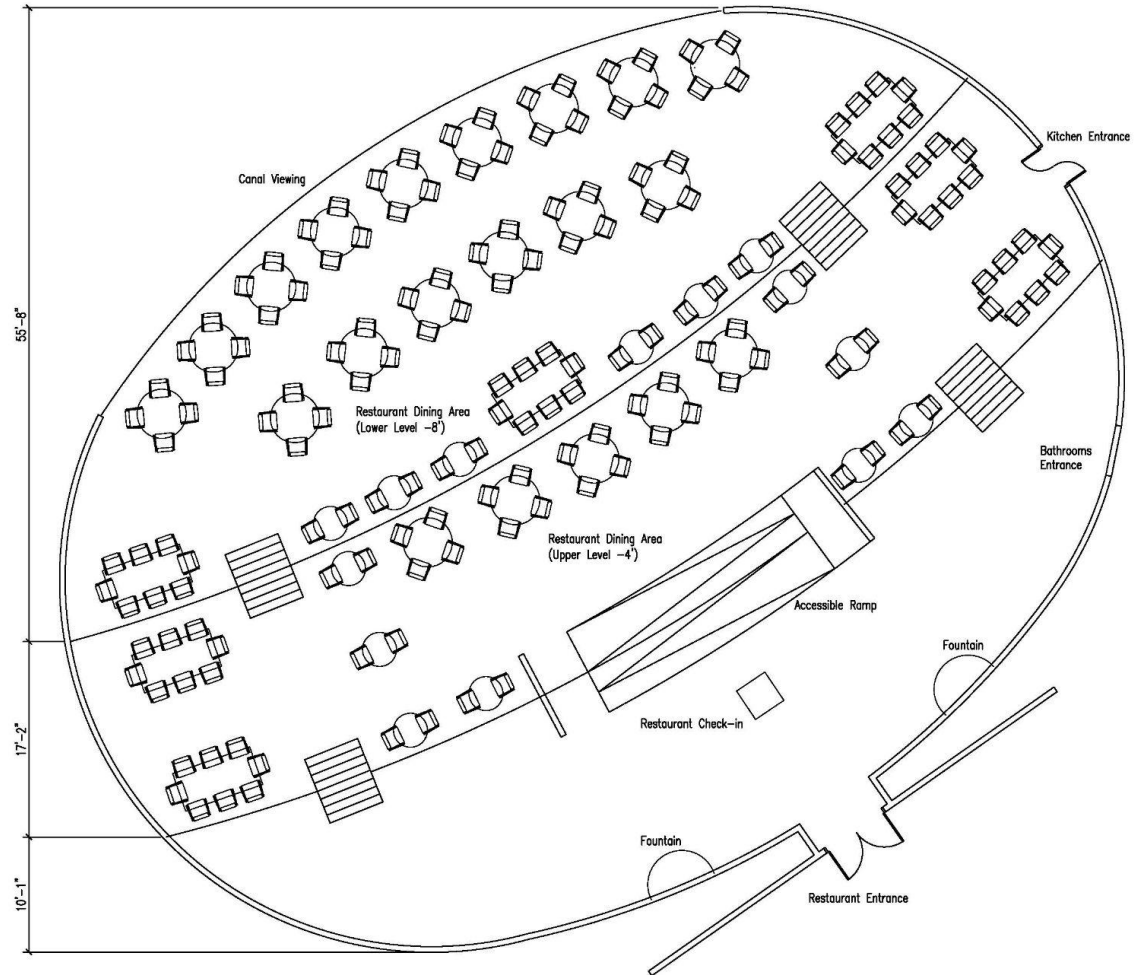 Kitchen Entrance
Canal Viewing
55'-8"
Restaurant Dining Area
(Lower Level -8')
Bathrooms
Entrance
Restaurant Dining Area
(Upper Level -4')
Accessible Ramp
Fountain
Restaurant Check-in
17'-2"
Fountain
10'-1"
Restaurant Entrance